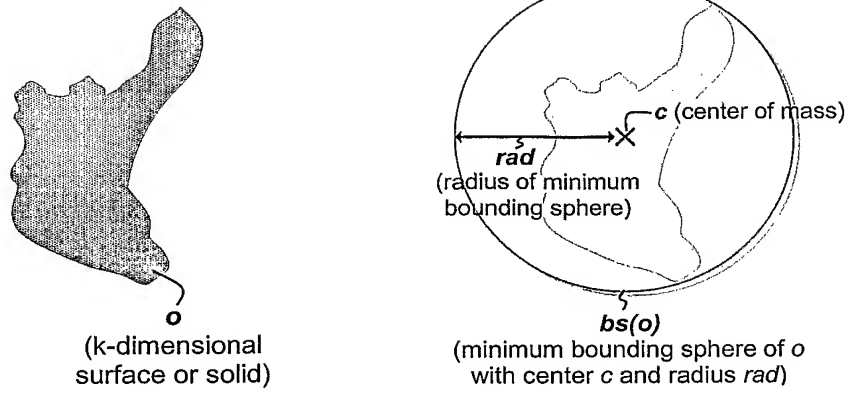 o
(k-dimensional
surface or solid)
c (center of mass)
rad
(radius of minimum
bounding sphere)
bs(o)
(minimum bounding sphere of o
with center c and radius rad)